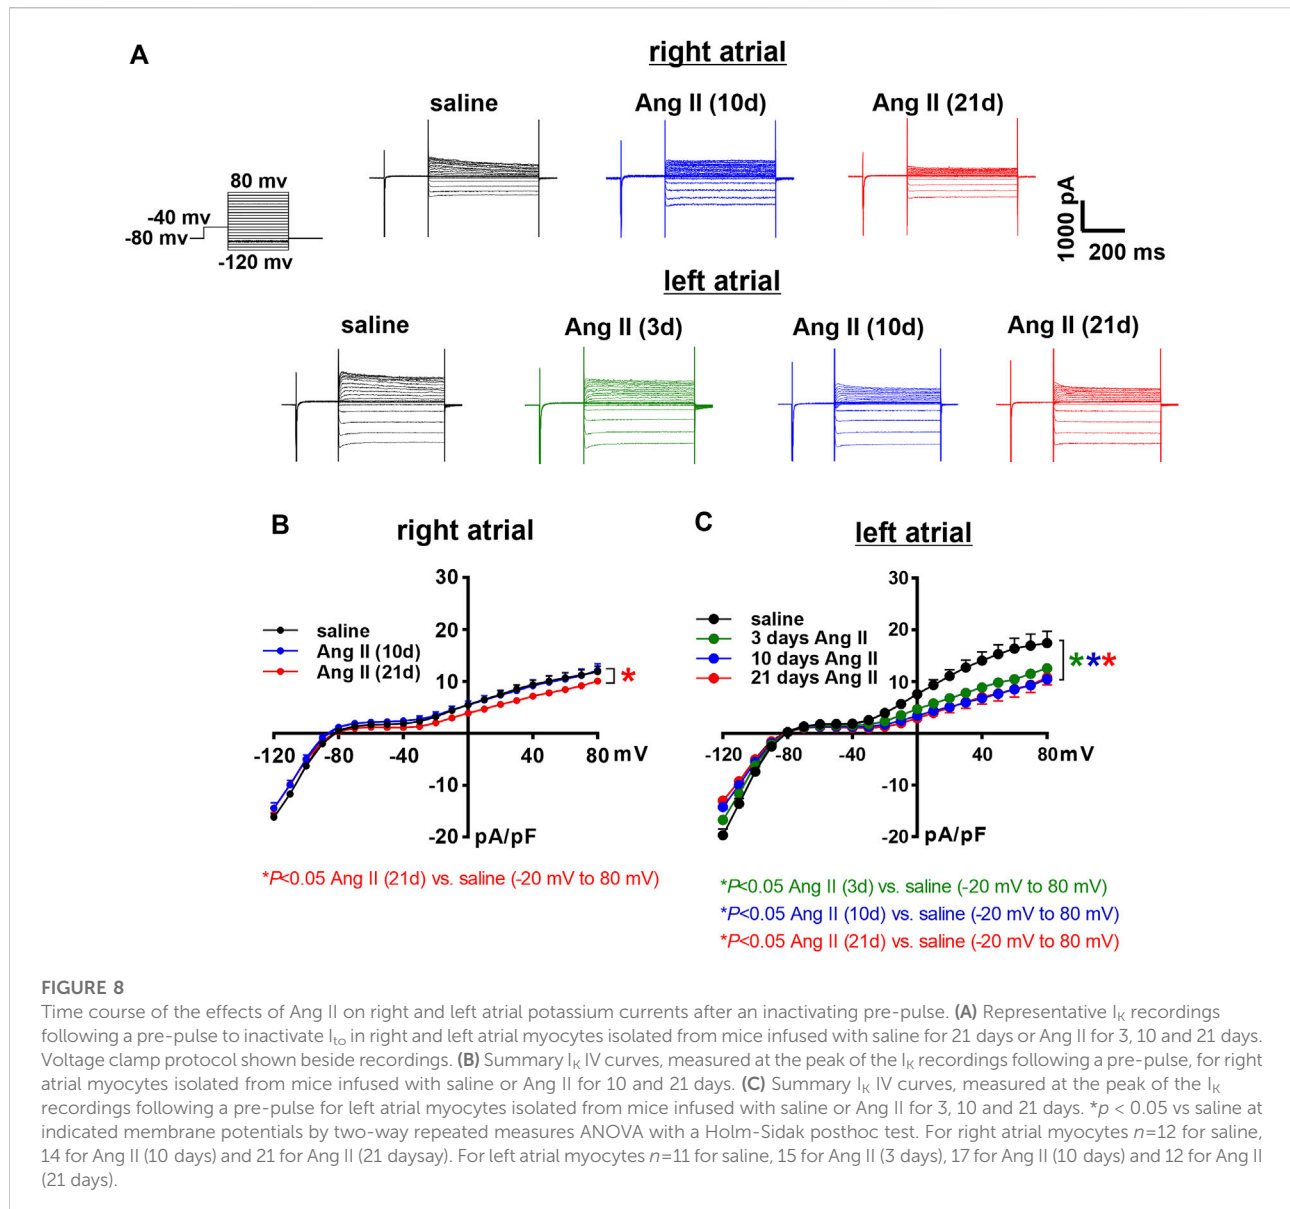 A
right atrial
saline
Ang II (10d)
Ang II (21d)
80 mv
-40 mv
-80 mv
-120 mv
1000 pA
200 ms
left atrial
saline
Ang II (3d)
Ang II (10d)
Ang II (21d)
B
right atrial
30
20
10
-10
-20
-120
-80
-40
40
80
mV
pA/pF
saline
Ang II (10d)
Ang II (21d)
*
*P<0.05 Ang II (21d) vs. saline (-20 mV to 80 mV)
C
left atrial
30
20
10
-10
-20
-120
-80
-40
40
80
mV
pA/pF
saline
3 days Ang II
10 days Ang II
21 days Ang II
***
*P<0.05 Ang II (3d) vs. saline (-20 mV to 80 mV)
*P<0.05 Ang II (10d) vs. saline (-20 mV to 80 mV)
*P<0.05 Ang II (21d) vs. saline (-20 mV to 80 mV)
FIGURE 8
Time course of the effects of Ang II on right and left atrial potassium currents after an inactivating pre-pulse. (A) Representative IK recordings
following a pre-pulse to inactivate Ito in right and left atrial myocytes isolated from mice infused with saline for 21 days or Ang II for 3, 10 and 21 days.
Voltage clamp protocol shown beside recordings. (B) Summary IK IV curves, measured at the peak of the IK recordings following a pre-pulse, for right
atrial myocytes isolated from mice infused with saline or Ang II for 10 and 21 days. (C) Summary IK IV curves, measured at the peak of the IK
recordings following a pre-pulse for left atrial myocytes isolated from mice infused with saline or Ang II for 3, 10 and 21 days. *p < 0.05 vs saline at
indicated membrane potentials by two-way repeated measures ANOVA with a Holm-Sidak posthoc test. For right atrial myocytes n=12 for saline,
14 for Ang II (10 days) and 21 for Ang II (21 daysay). For left atrial myocytes n=11 for saline, 15 for Ang II (3 days), 17 for Ang II (10 days) and 12 for Ang II
(21 days).